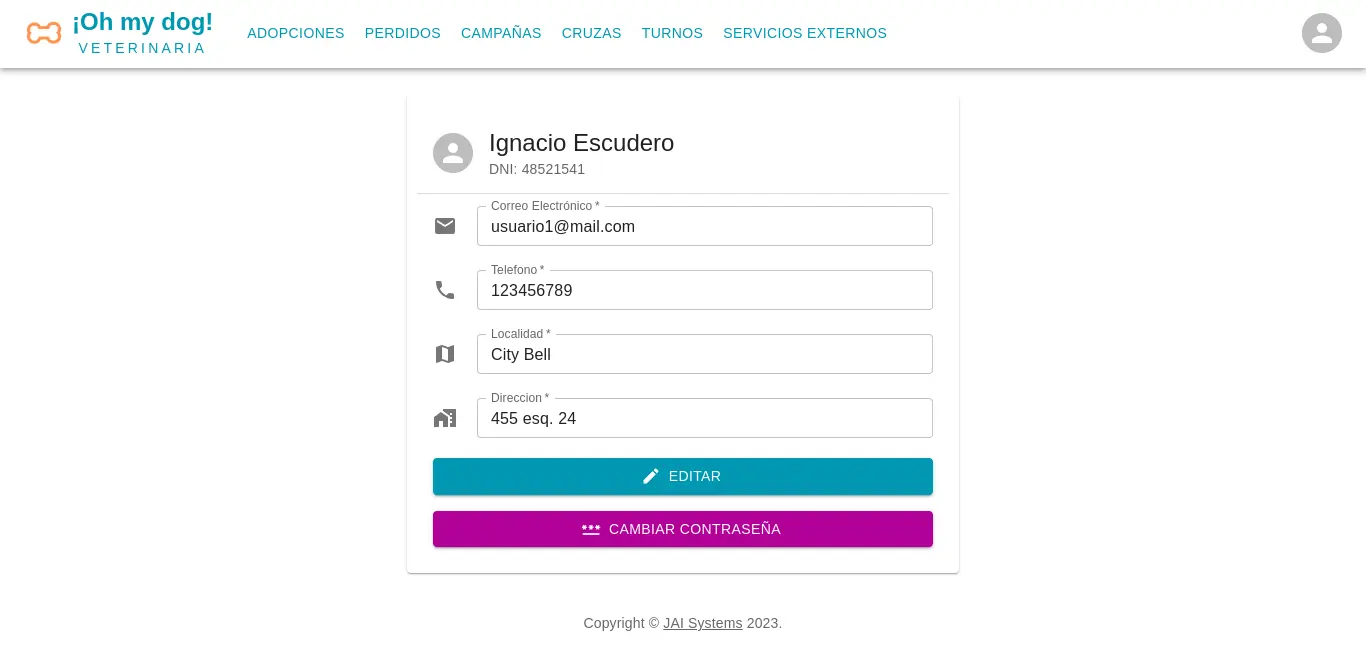 ¡Oh my dog!
VETERINARIA
ADOPCIONES PERDIDOS CAMPAÑAS CRUZAS TURNOS SERVICIOS EXTERNOS
Ignacio Escudero
DNI: 48521541
Correo Electrónico *
usuario1@mail.com
Telefono *
123456789
Localidad *
City Bell
Direccion *
455 esq. 24
EDITAR
CAMBIAR CONTRASEÑA
Copyright © JAI Systems 2023.